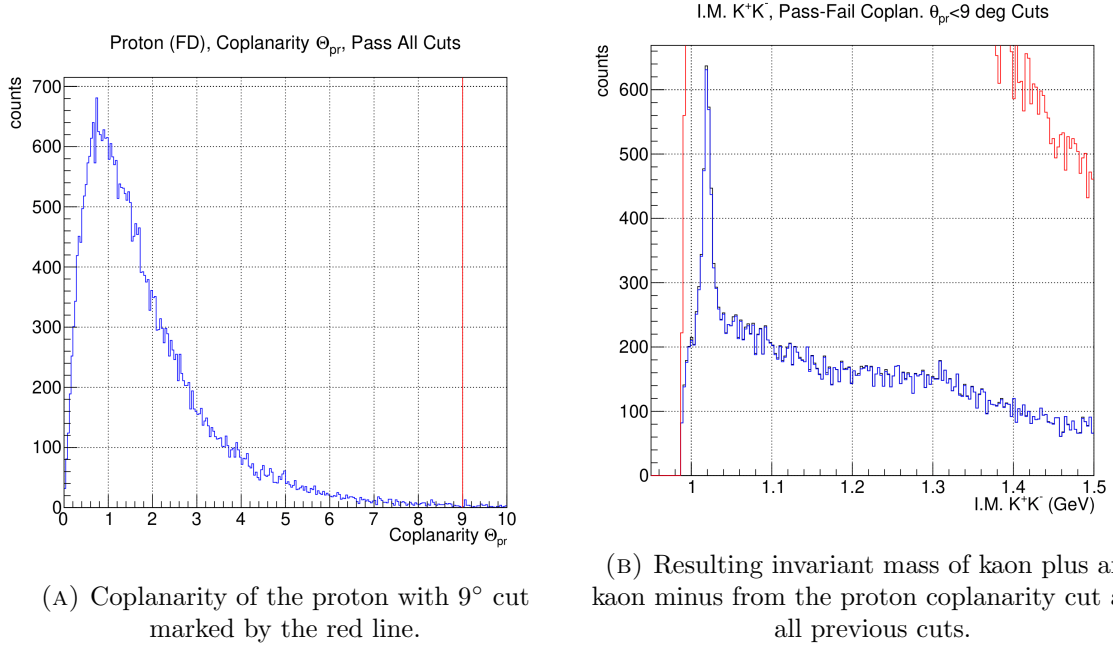 Proton (FD), Coplanarity Θpr, Pass All Cuts
counts
700
600
500
400
300
200
100
0
0 1 2 3 4 5 6 7 8 9 10
Coplanarity Θpr
(A) Coplanarity of the proton with 9° cut
marked by the red line.
I.M. K+K-, Pass-Fail Coplan. θpr<9 deg Cuts
counts
600
500
400
300
200
100
0
1 1.1 1.2 1.3 1.4 1.5
I.M. K+K- (GeV)
(B) Resulting invariant mass of kaon plus
kaon minus from the proton coplanarity cut
all previous cuts.